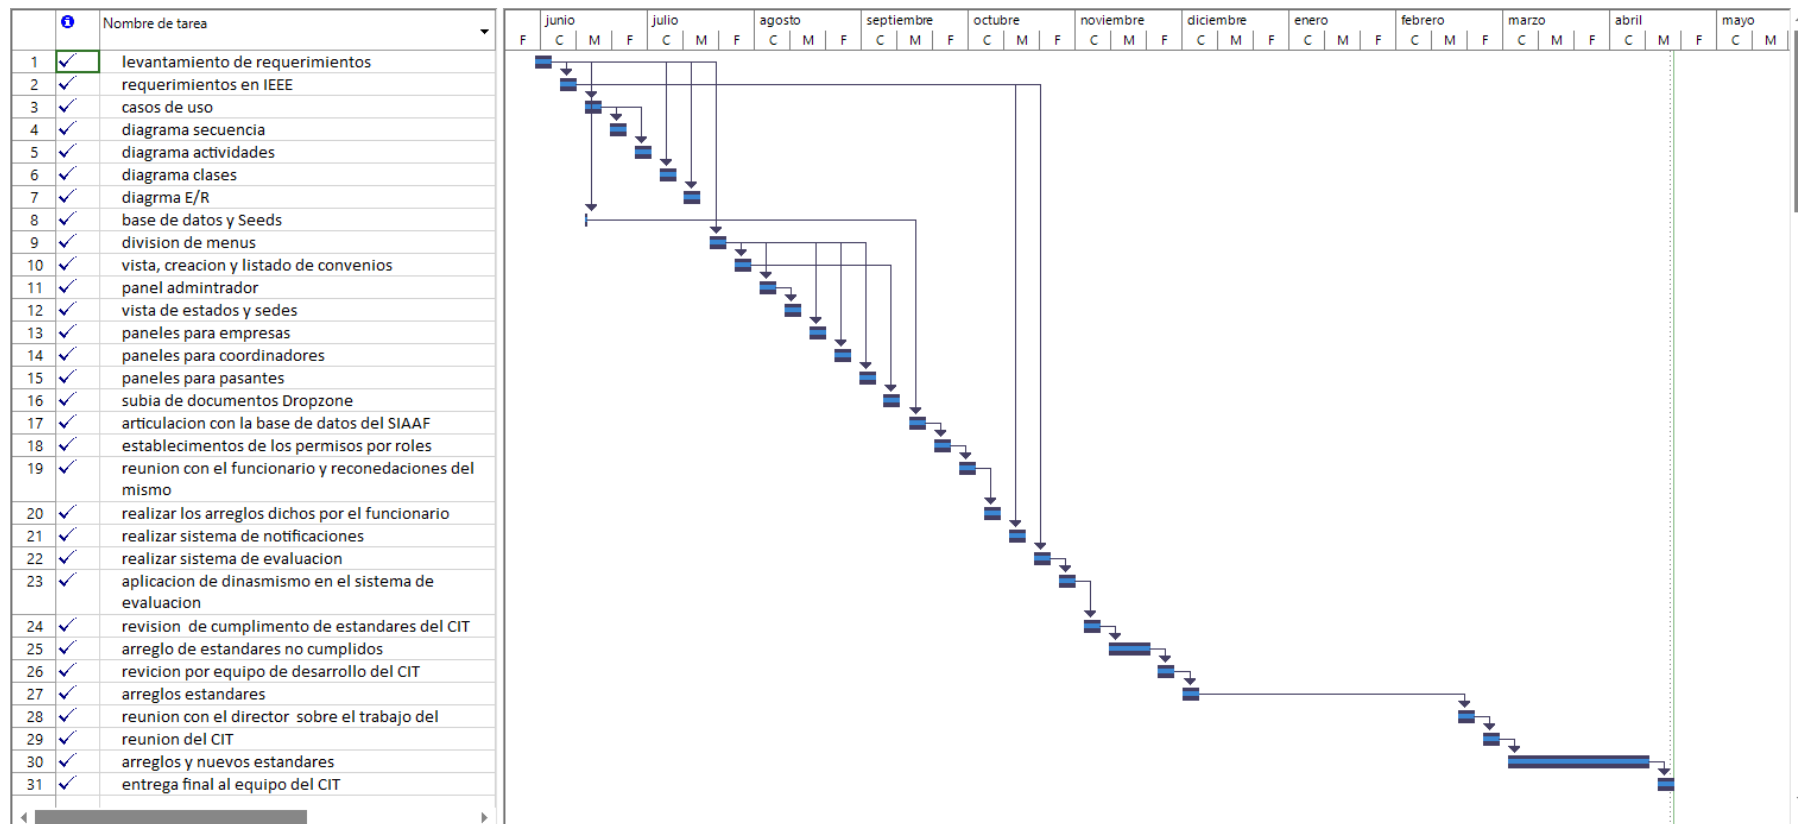 Nombre de tarea
junio julio agosto septiembre octubre noviembre diciembre enero febrero marzo abril mayo
F C M F C M F C M F C M F C M F C M F C M F C M F C M F C M F C M F C M
1 levantamiento de requerimientos
2 requerimientos en IEEE
3 casos de uso
4 diagrama secuencia
5 diagrama actividades
6 diagrama clases
7 diagrma E/R
8 base de datos y Seeds
9 division de menus
10 vista, creacion y listado de convenios
11 panel admintrador
12 vista de estados y sedes
13 paneles para empresas
14 paneles para coordinadores
15 paneles para pasantes
16 subia de documentos Dropzone
17 articulacion con la base de datos del SIAAF
18 establecimentos de los permisos por roles
19 reunion con el funcionario y reconedaciones del
mismo
20 realizar los arreglos dichos por el funcionario
21 realizar sistema de notificaciones
22 realizar sistema de evaluacion
23 aplicacion de dinasmismo en el sistema de
evaluacion
24 revision de cumplimento de estandares del CIT
25 arreglo de estandares no cumplidos
26 revicion por equipo de desarrollo del CIT
27 arreglos estandares
28 reunion con el director sobre el trabajo del
29 reunion del CIT
30 arreglos y nuevos estandares
31 entrega final al equipo del CIT